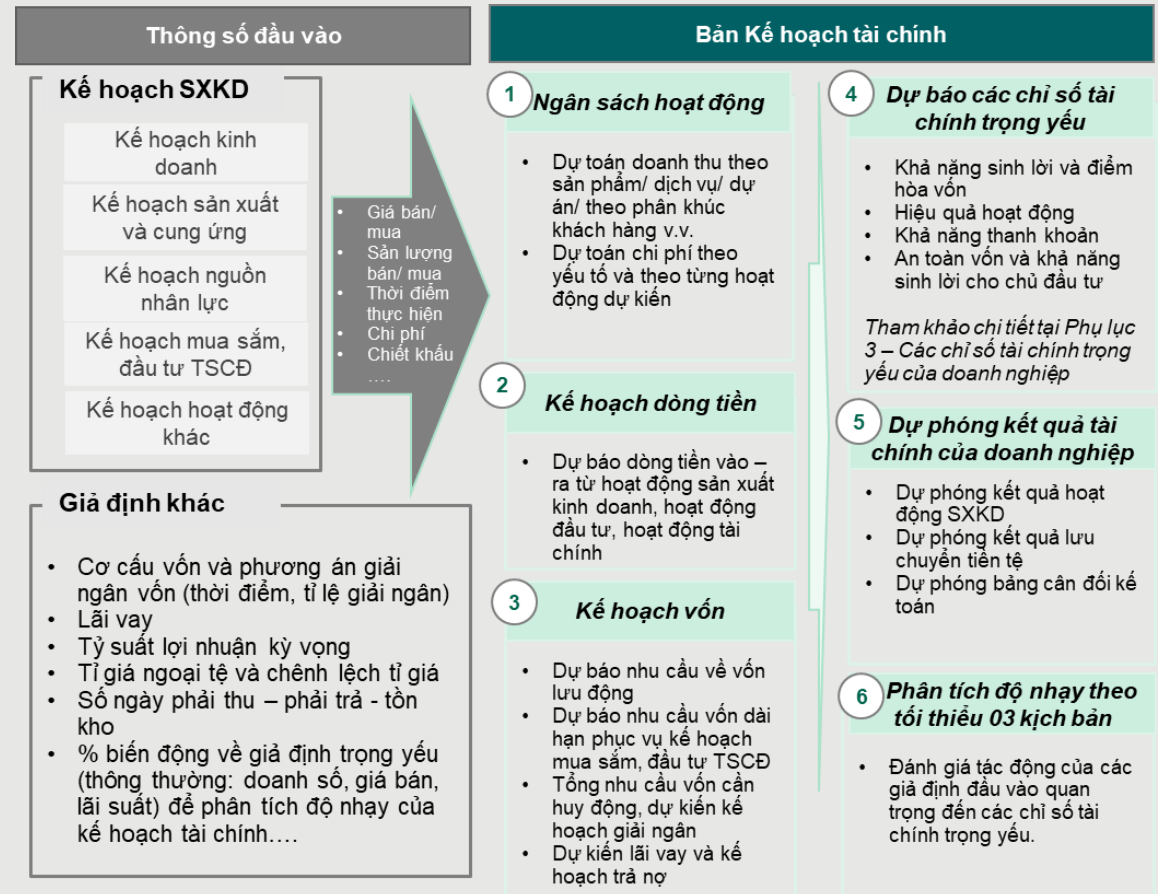 Thông số đầu vào
Bản Kế hoạch tài chính
Kế hoạch SXKD
Kế hoạch kinh
doanh
Kế hoạch sản xuất
và cung ứng
Kế hoạch nguồn
nhân lực
Kế hoạch mua sắm,
đầu tư TSCĐ
Kế hoạch hoạt động
khác
• Giá bán/
mua
• Sản lượng
bán/ mua
• Thời điểm
thực hiện
• Chi phí
• Chiết khấu
….
Giả định khác
• Cơ cấu vốn và phương án giải
ngân vốn (thời điểm, tỉ lệ giải ngân)
• Lãi vay
• Tỷ suất lợi nhuận kỳ vọng
• Tỉ giá ngoại tệ và chênh lệch tỉ giá
• Số ngày phải thu – phải trả - tồn
kho
• % biến động về giả định trọng yếu
(thông thường: doanh số, giá bán,
lãi suất) để phân tích độ nhạy của
kế hoạch tài chính….
1
Ngân sách hoạt động
• Dự toán doanh thu theo
sản phẩm/ dịch vụ/ dự
án/ theo phân khúc
khách hàng v.v.
• Dự toán chi phí theo
yếu tố và theo từng hoạt
động dự kiến
2
Kế hoạch dòng tiền
• Dự báo dòng tiền vào –
ra từ hoạt động sản xuất
kinh doanh, hoạt động
đầu tư, hoạt động tài
chính
3
Kế hoạch vốn
• Dự báo nhu cầu về vốn
lưu động
• Dự báo nhu cầu vốn dài
hạn phục vụ kế hoạch
mua sắm, đầu tư TSCĐ
• Tổng nhu cầu vốn cần
huy động, dự kiến kế
hoạch giải ngân
• Dự kiến lãi vay và kế
hoạch trả nợ
4
Dự báo các chỉ số tài
chính trọng yếu
• Khả năng sinh lời và điểm
hòa vốn
• Hiệu quả hoạt động
• Khả năng thanh khoản
• An toàn vốn và khả năng
sinh lời cho chủ đầu tư
Tham khảo chi tiết tại Phụ lục
3 – Các chỉ số tài chính trọng
yếu của doanh nghiệp
5
Dự phóng kết quả tài
chính của doanh nghiệp
• Dự phóng kết quả hoạt
động SXKD
• Dự phóng kết quả lưu
chuyển tiền tệ
• Dự phóng bảng cân đối kế
toán
6
Phân tích độ nhạy theo
tối thiểu 03 kịch bản
• Đánh giá tác động của các
giả định đầu vào quan
trọng đến các chỉ số tài
chính trọng yếu.